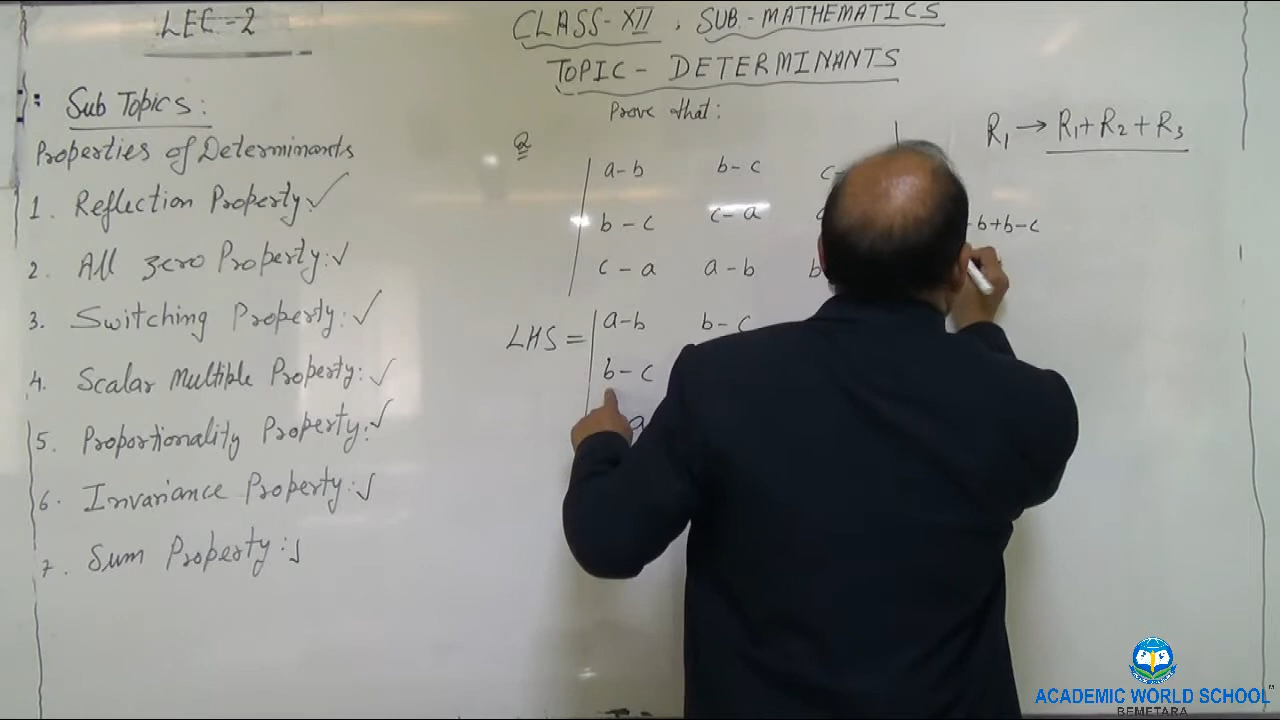 LEC-2
CLASS-XII, SUB.-MATHEMATICS
TOPIC- DETERMINANTS
Sub Topics:
Properties of Determinants
1. Reflection Property ✓
2. All zero Property: ✓
3. Switching Property: ✓
4. Scalar Multiple Property: ✓
5. Proportionality Property: ✓
6. Invariance Property: ✓
7. Sum Property: ✓
Prove that:
Q
a-b b-c c-
b-c c-a
c-a a-b b
LHS = a-b b-c
b-c
a
R₁ → R₁+R₂+R₃
-b+b-c
ACADEMIC WORLD SCHOOL
BEMETARA